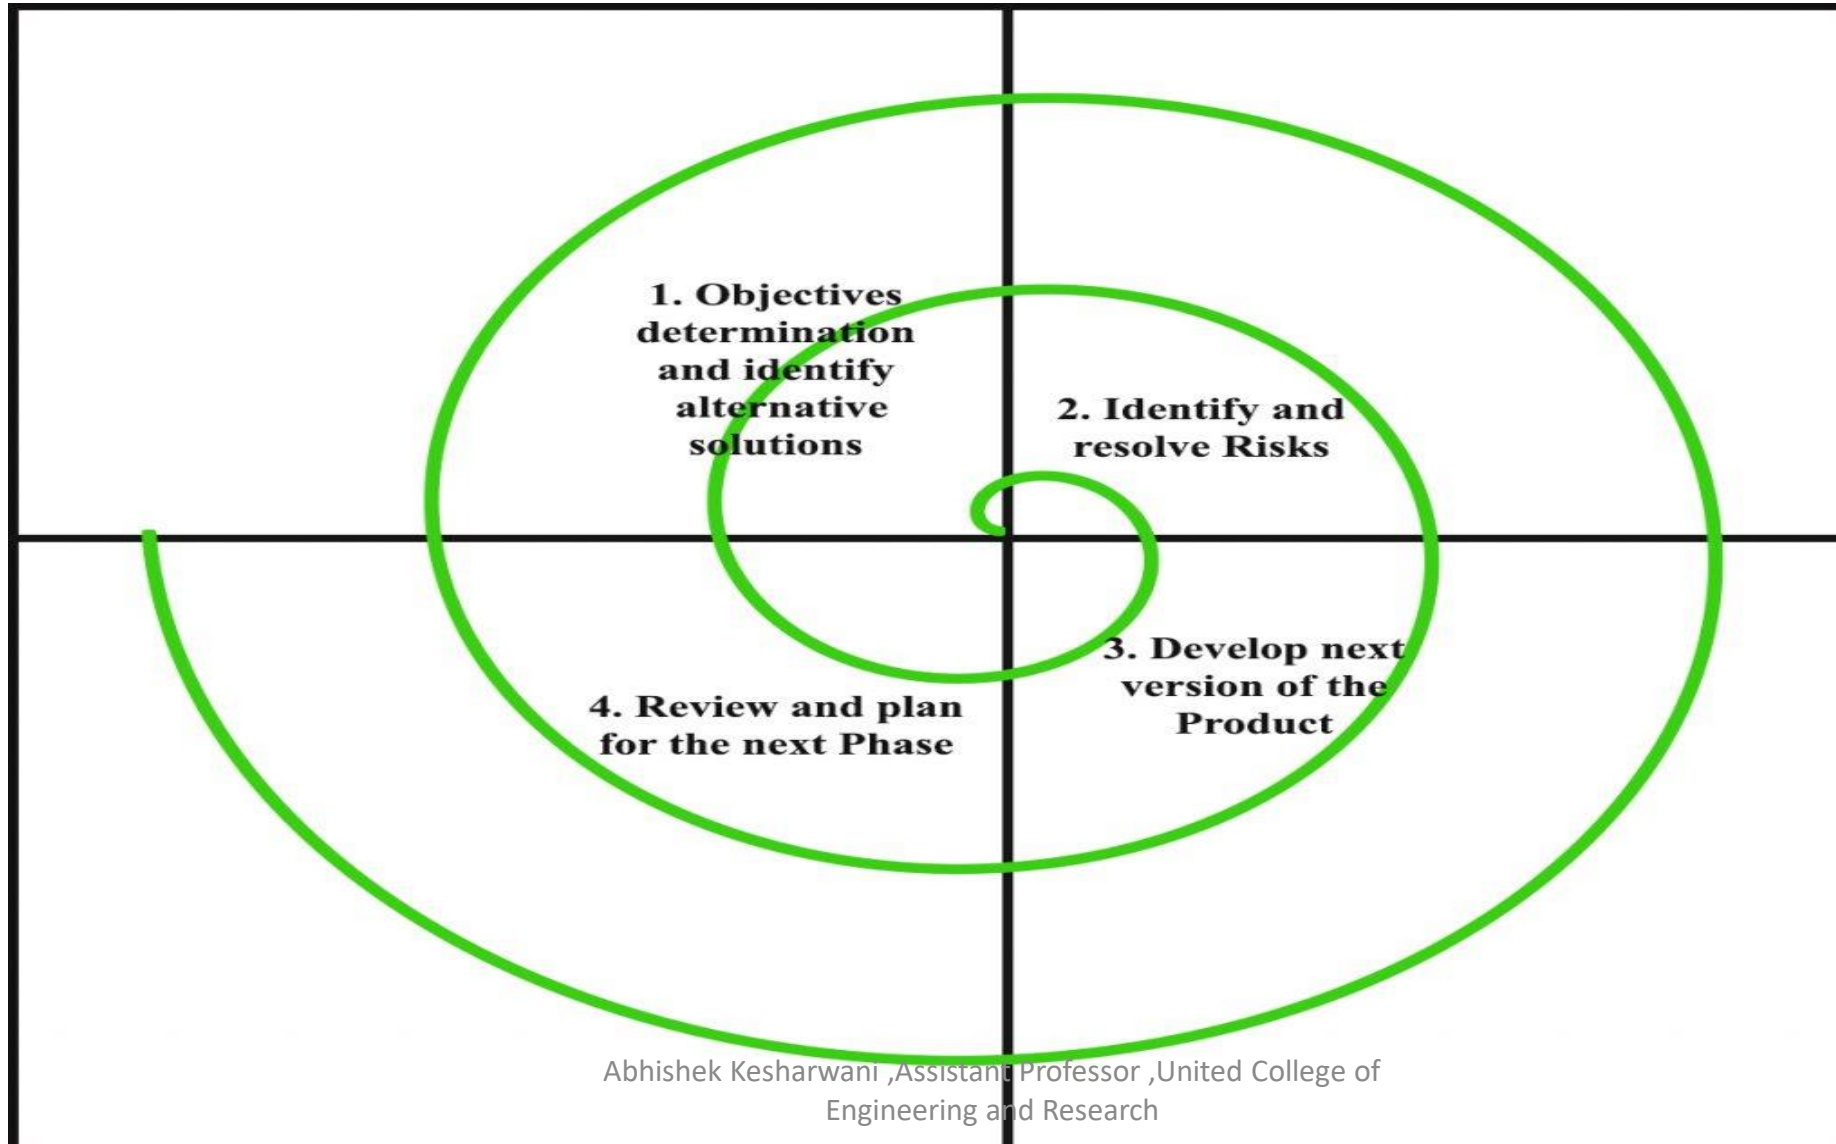 1. Objectives
determination
and identify
alternative
solutions
2. Identify and
resolve Risks
3. Develop next
version of the
Product
4. Review and plan
for the next Phase
Abhishek Kesharwani ,Assistant Professor ,United College of
Engineering and Research